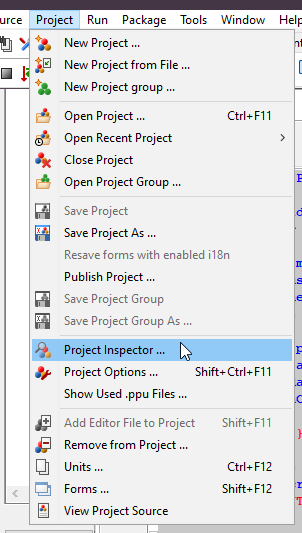 urce Project Run Package Tools Window Help
New Project ...
New Project from File ...
New Project group ...
Open Project ... Ctrl+F11
Open Recent Project
Close Project
Open Project Group ...
Save Project
Save Project As ...
Resave forms with enabled i18n
Publish Project ...
Save Project Group
Save Project Group As ...
Project Inspector ...
Project Options ... Shift+Ctrl+F11
Show Used .ppu Files ...
Add Editor File to Project Shift+F11
Remove from Project ...
Units ... Ctrl+F12
Forms ... Shift+F12
View Project Source